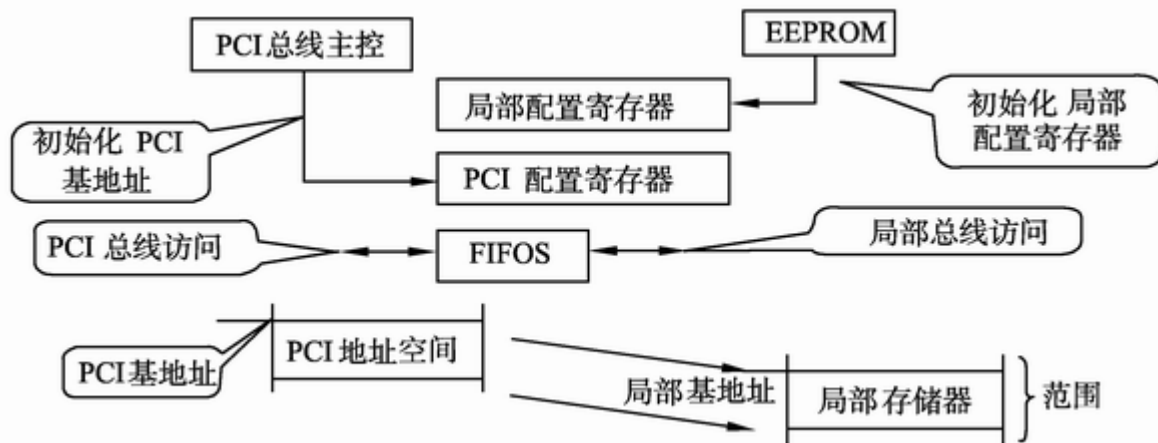 PCI总线主控
EEPROM
局部配置寄存器
初始化 局部
配置寄存器
初始化 PCI
基地址
PCI 配置寄存器
PCI 总线访问
FIFOS
局部总线访问
PCI地址空间
PCI基地址
局部基地址
局部存储器
范围